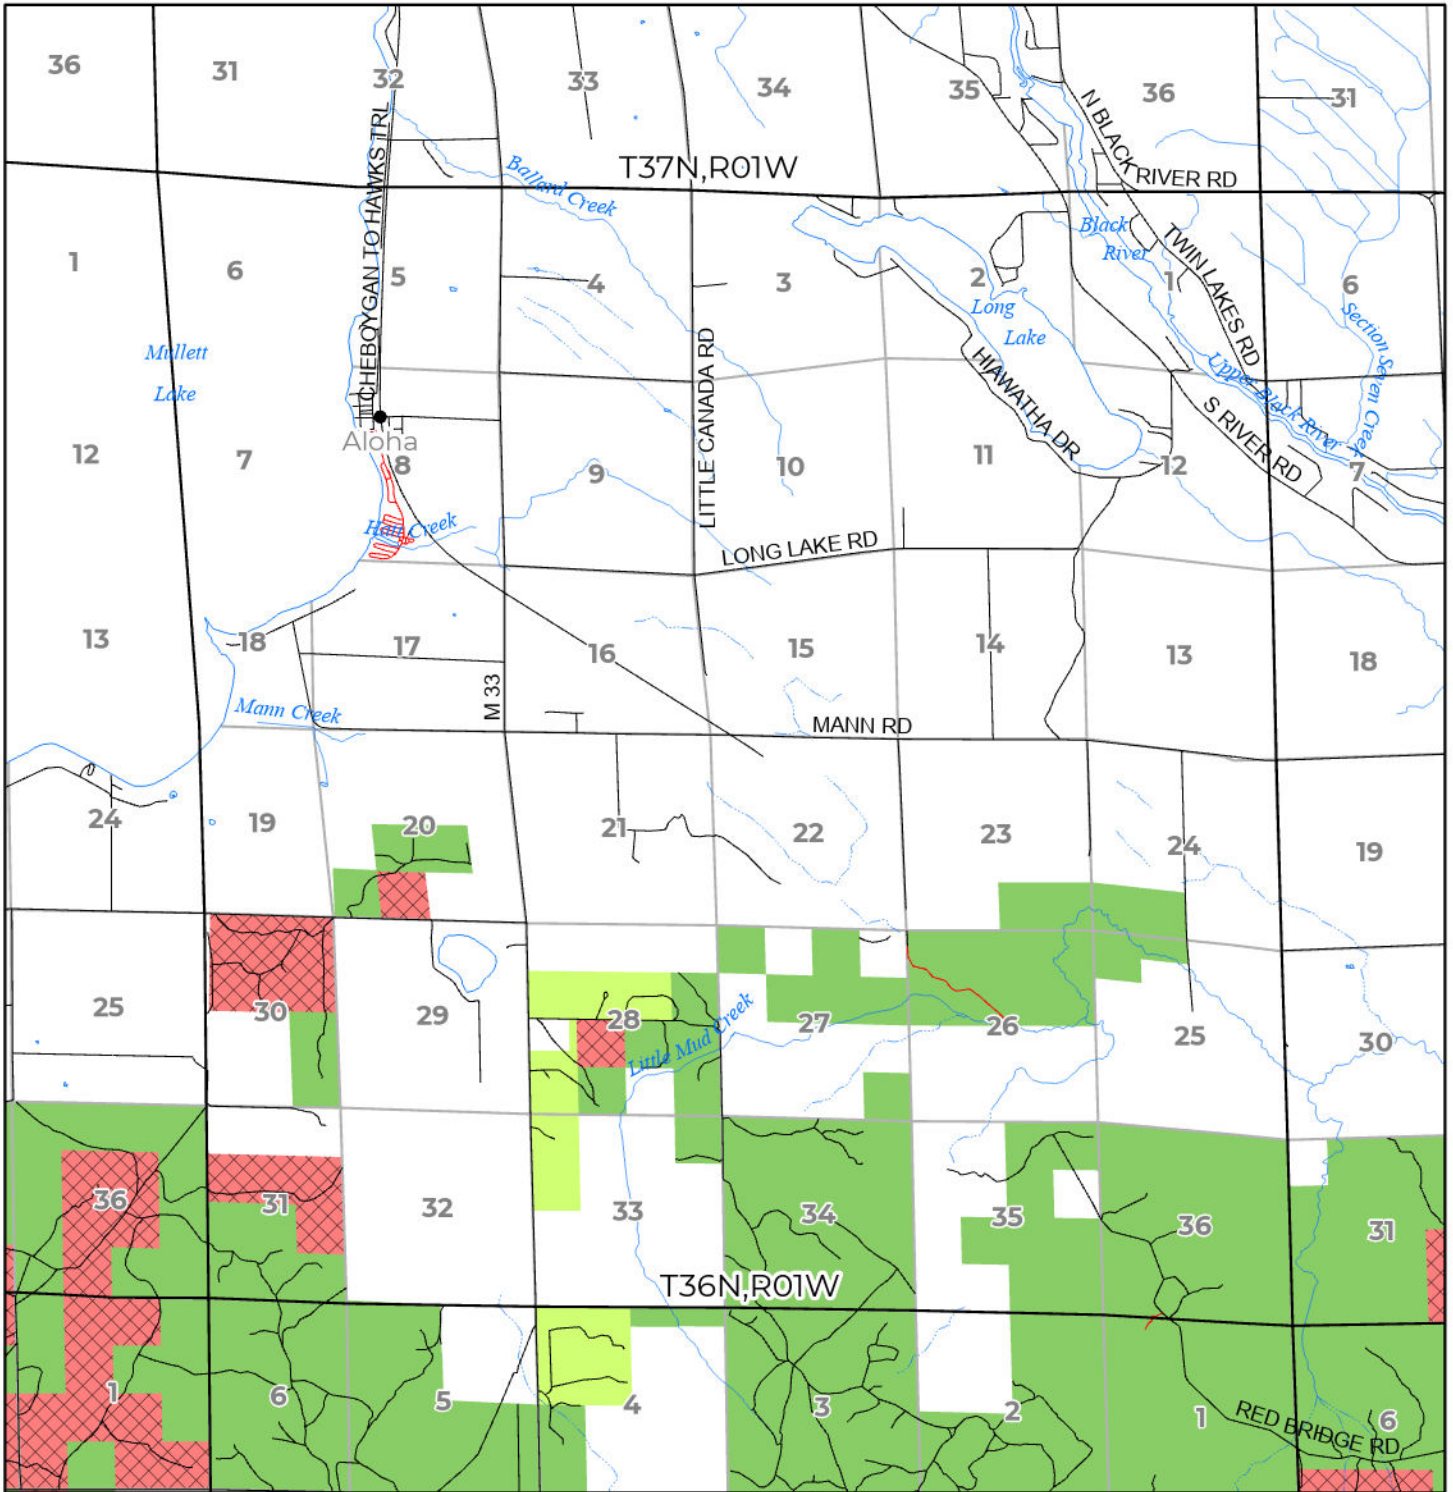 36
31
32
33
34
35
36
31
CHEBOYGAN TO HAWKS TRL
N BLACK RIVER RD
T37N,R01W
Ballard Creek
1
6
5
4
3
2
1
6
Black
River
TWIN LAKES RD
Long
Lake
Section Seven Creek
Mullett
Lake
LITTLE CANADA RD
HIAWATHA DR
Upper Black River
S RIVER RD
Aloha
12
7
8
9
10
11
12
7
Hatt Creek
LONG LAKE RD
13
18
17
16
15
14
13
18
M 33
Mann Creek
MANN RD
24
19
20
21
22
23
24
19
25
30
29
28
27
26
25
30
Little Mud Creek
36
31
32
33
34
35
36
31
T36N,R01W
1
6
5
4
3
2
1
6
RED BRIDGE RD